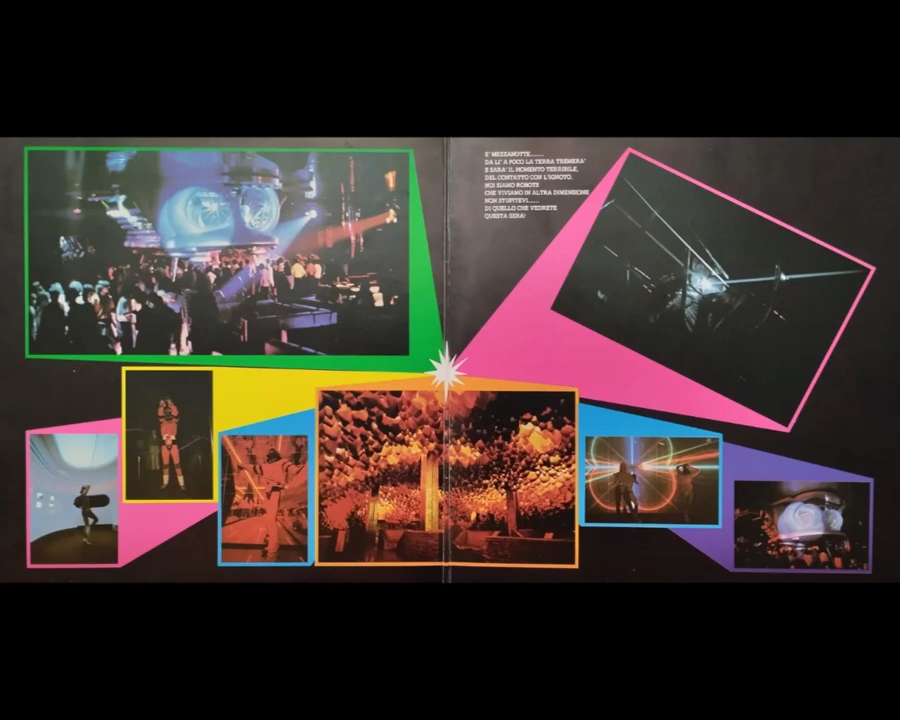 E' MEZZANOTTE........
DA LI' A POCO LA TERRA TREMERA'
E SARA' IL MOMENTO TERRIBILE,
DEL CONTATTO CON L'IGNOTO.
NOI SIAMO ROBOTS
CHE VIVIAMO IN ALTRA DIMENSIONE
NON STUPITEVI.......
DI QUELLO CHE VEDRETE
QUESTA SERA!